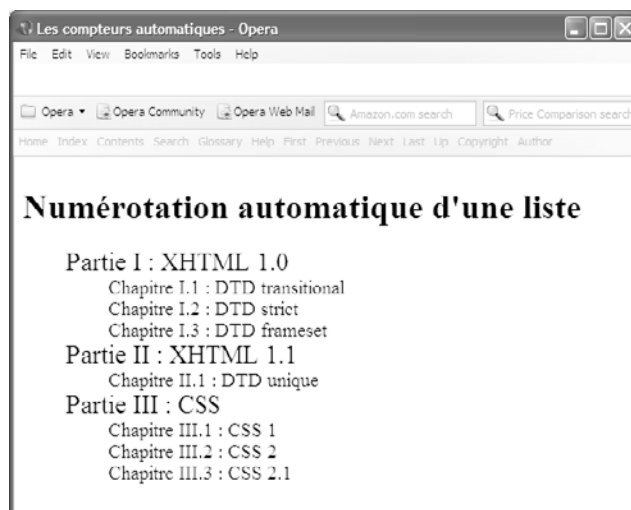 Les compteurs automatiques - Opera
File Edit View Bookmarks Tools Help
Opera Opera Community Opera Web Mail Amazon.com search Price Comparison search
Home Index Contents Search Glossary Help First Previous Next Last Up Copyright Author
Numérotation automatique d'une liste
Partie I : XHTML 1.0
Chapitre I.1 : DTD transitional
Chapitre I.2 : DTD strict
Chapitre I.3 : DTD frameset
Partie II : XHTML 1.1
Chapitre II.1 : DTD unique
Partie III : CSS
Chapitre III.1 : CSS 1
Chapitre III.2 : CSS 2
Chapitre III.3 : CSS 2.1